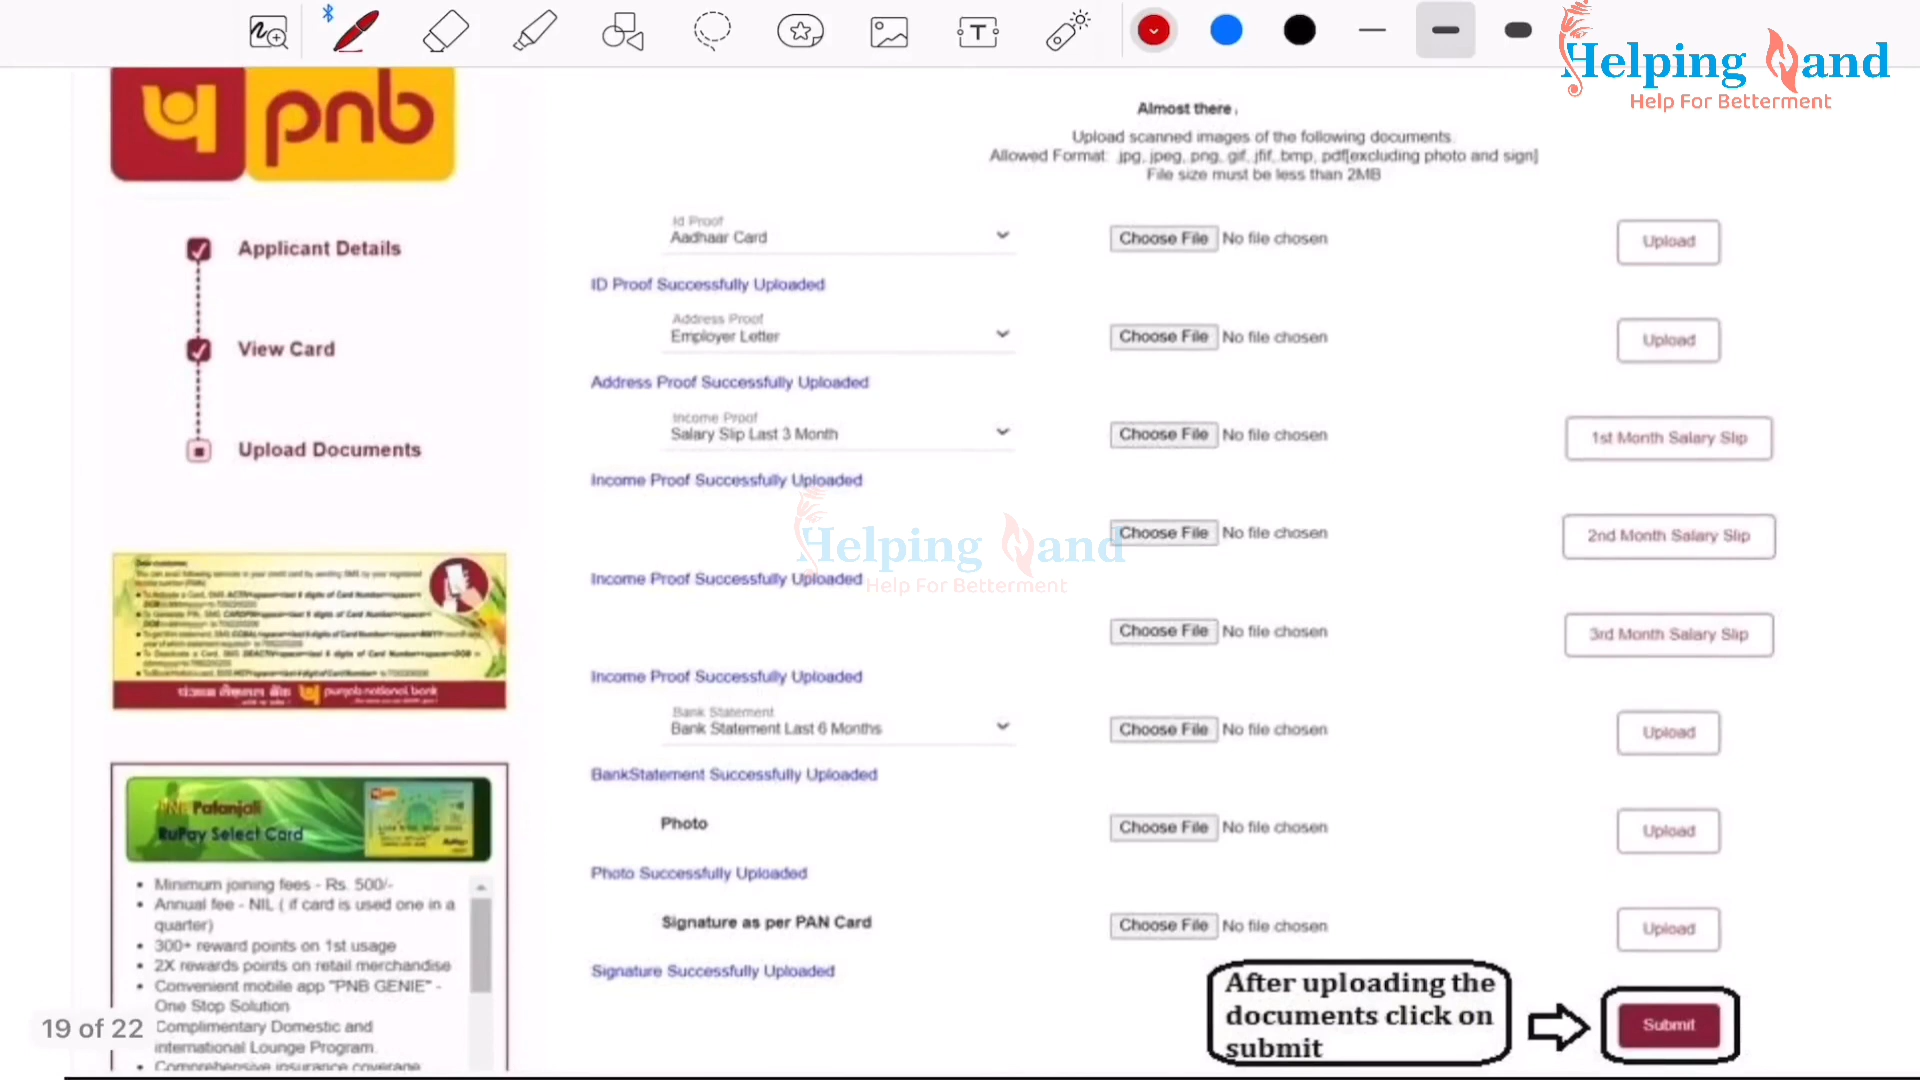 Helping Hand
Help For Betterment
T
प pnb
Almost there,
Upload scanned images of the following documents.
Allowed Format: .jpg, jpeg, png, gif, jfif, bmp, pdf[excluding photo and sign]
File size must be less than 2MB
Applicant Details
View Card
Upload Documents
Id Proof
Aadhaar Card
Choose File No file chosen
Upload
ID Proof Successfully Uploaded
Address Proof
Employer Letter
Choose File No file chosen
Upload
Address Proof Successfully Uploaded
Income Proof
Salary Slip Last 3 Month
Choose File No file chosen
1st Month Salary Slip
Income Proof Successfully Uploaded
Helping Hand
Help For Betterment
Choose File No file chosen
2nd Month Salary Slip
Income Proof Successfully Uploaded
Choose File No file chosen
3rd Month Salary Slip
Income Proof Successfully Uploaded
Bank Statement
Bank Statement Last 6 Months
Choose File No file chosen
Upload
BankStatement Successfully Uploaded
Photo
Choose File No file chosen
Upload
Photo Successfully Uploaded
Signature as per PAN Card
Choose File No file chosen
Upload
Signature Successfully Uploaded
Dear customer,
punjab national bank
PNB Patanjali
RuPay Select Card
Minimum joining fees - Rs. 500/-
Annual fee - NIL ( if card is used one in a
quarter)
300+ reward points on 1st usage
2X rewards points on retail merchandise
Convenient mobile app "PNB GENIE" -
One Stop Solution
Complimentary Domestic and
international Lounge Program
Comprehensive insurance coverage
19 of 22
After uploading the
documents click on
submit
Submit